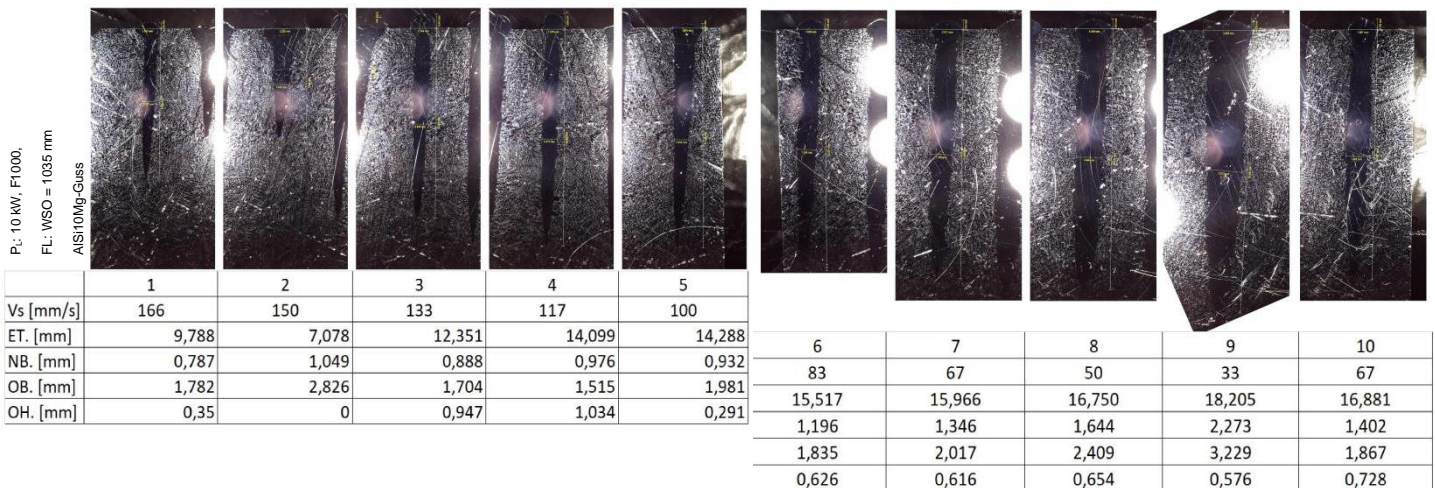 P_L: 10 kW, F1000,
FL: WSO = 1035 mm
AlSi10Mg-Guss
1 2 3 4 5
Vs [mm/s] 166 150 133 117 100
ET. [mm] 9,788 7,078 12,351 14,099 14,288
NB. [mm] 0,787 1,049 0,888 0,976 0,932
OB. [mm] 1,782 2,826 1,704 1,515 1,981
OH. [mm] 0,35 0 0,947 1,034 0,291
6 7 8 9 10
83 67 50 33 67
15,517 15,966 16,750 18,205 16,881
1,196 1,346 1,644 2,273 1,402
1,835 2,017 2,409 3,229 1,867
0,626 0,616 0,654 0,576 0,728